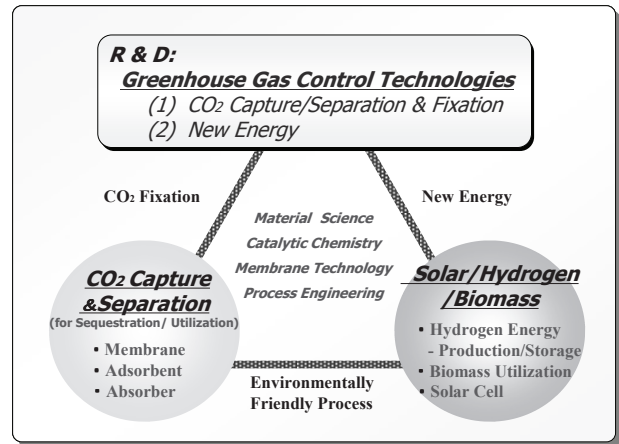 R & D:
Greenhouse Gas Control Technologies
(1) CO2 Capture/Separation & Fixation
(2) New Energy
CO2 Fixation
New Energy
Material Science
Catalytic Chemistry
Membrane Technology
Process Engineering
CO2 Capture
&Separation
(for Sequestration/ Utilization)
• Membrane
• Adsorbent
• Absorber
Solar/Hydrogen
/Biomass
• Hydrogen Energy
- Production/Storage
• Biomass Utilization
• Solar Cell
Environmentally
Friendly Process